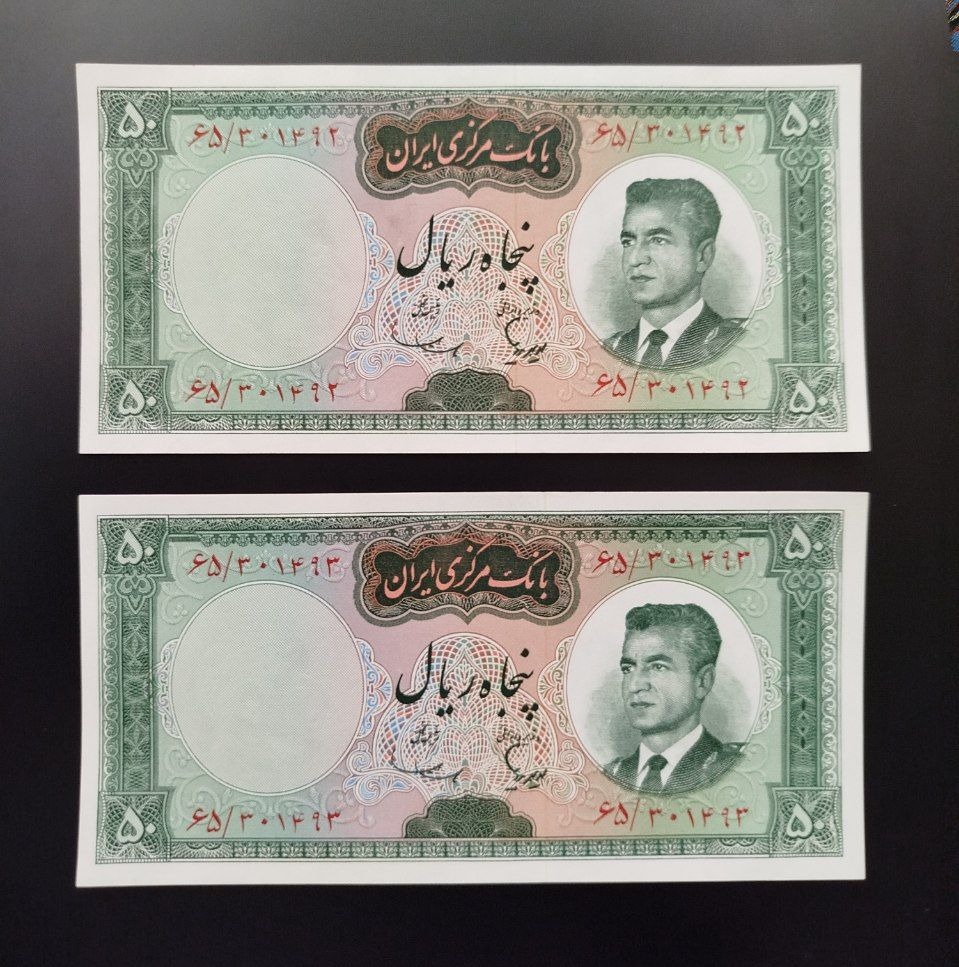 ۵۰ ۶۵/۳۰۱۴۹۲ بانک مرکزی ایران ۶۵/۳۰۱۴۹۲ ۵۰
پنجاه ریال
۵۰ ۶۵/۳۰۱۴۹۲ ۶۵/۳۰۱۴۹۲ ۵۰
۵۰ ۶۵/۳۰۱۴۹۳ بانک مرکزی ایران ۶۵/۳۰۱۴۹۳ ۵۰
پنجاه ریال
۵۰ ۶۵/۳۰۱۴۹۳ ۶۵/۳۰۱۴۹۳ ۵۰